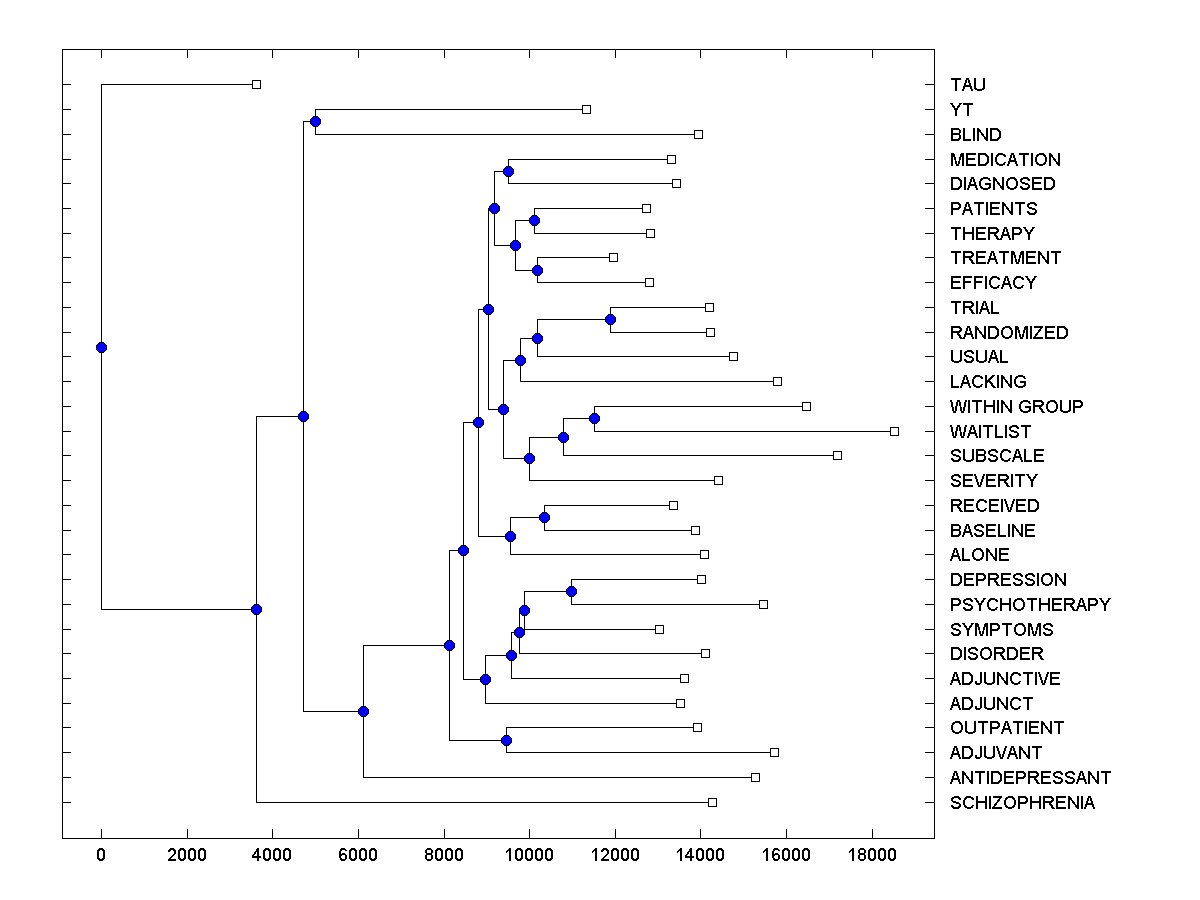 TAU
YT
BLIND
MEDICATION
DIAGNOSED
PATIENTS
THERAPY
TREATMENT
EFFICACY
TRIAL
RANDOMIZED
USUAL
LACKING
WITHIN GROUP
WAITLIST
SUBSCALE
SEVERITY
RECEIVED
BASELINE
ALONE
DEPRESSION
PSYCHOTHERAPY
SYMPTOMS
DISORDER
ADJUNCTIVE
ADJUNCT
OUTPATIENT
ADJUVANT
ANTIDEPRESSANT
SCHIZOPHRENIA
0 2000 4000 6000 8000 10000 12000 14000 16000 18000